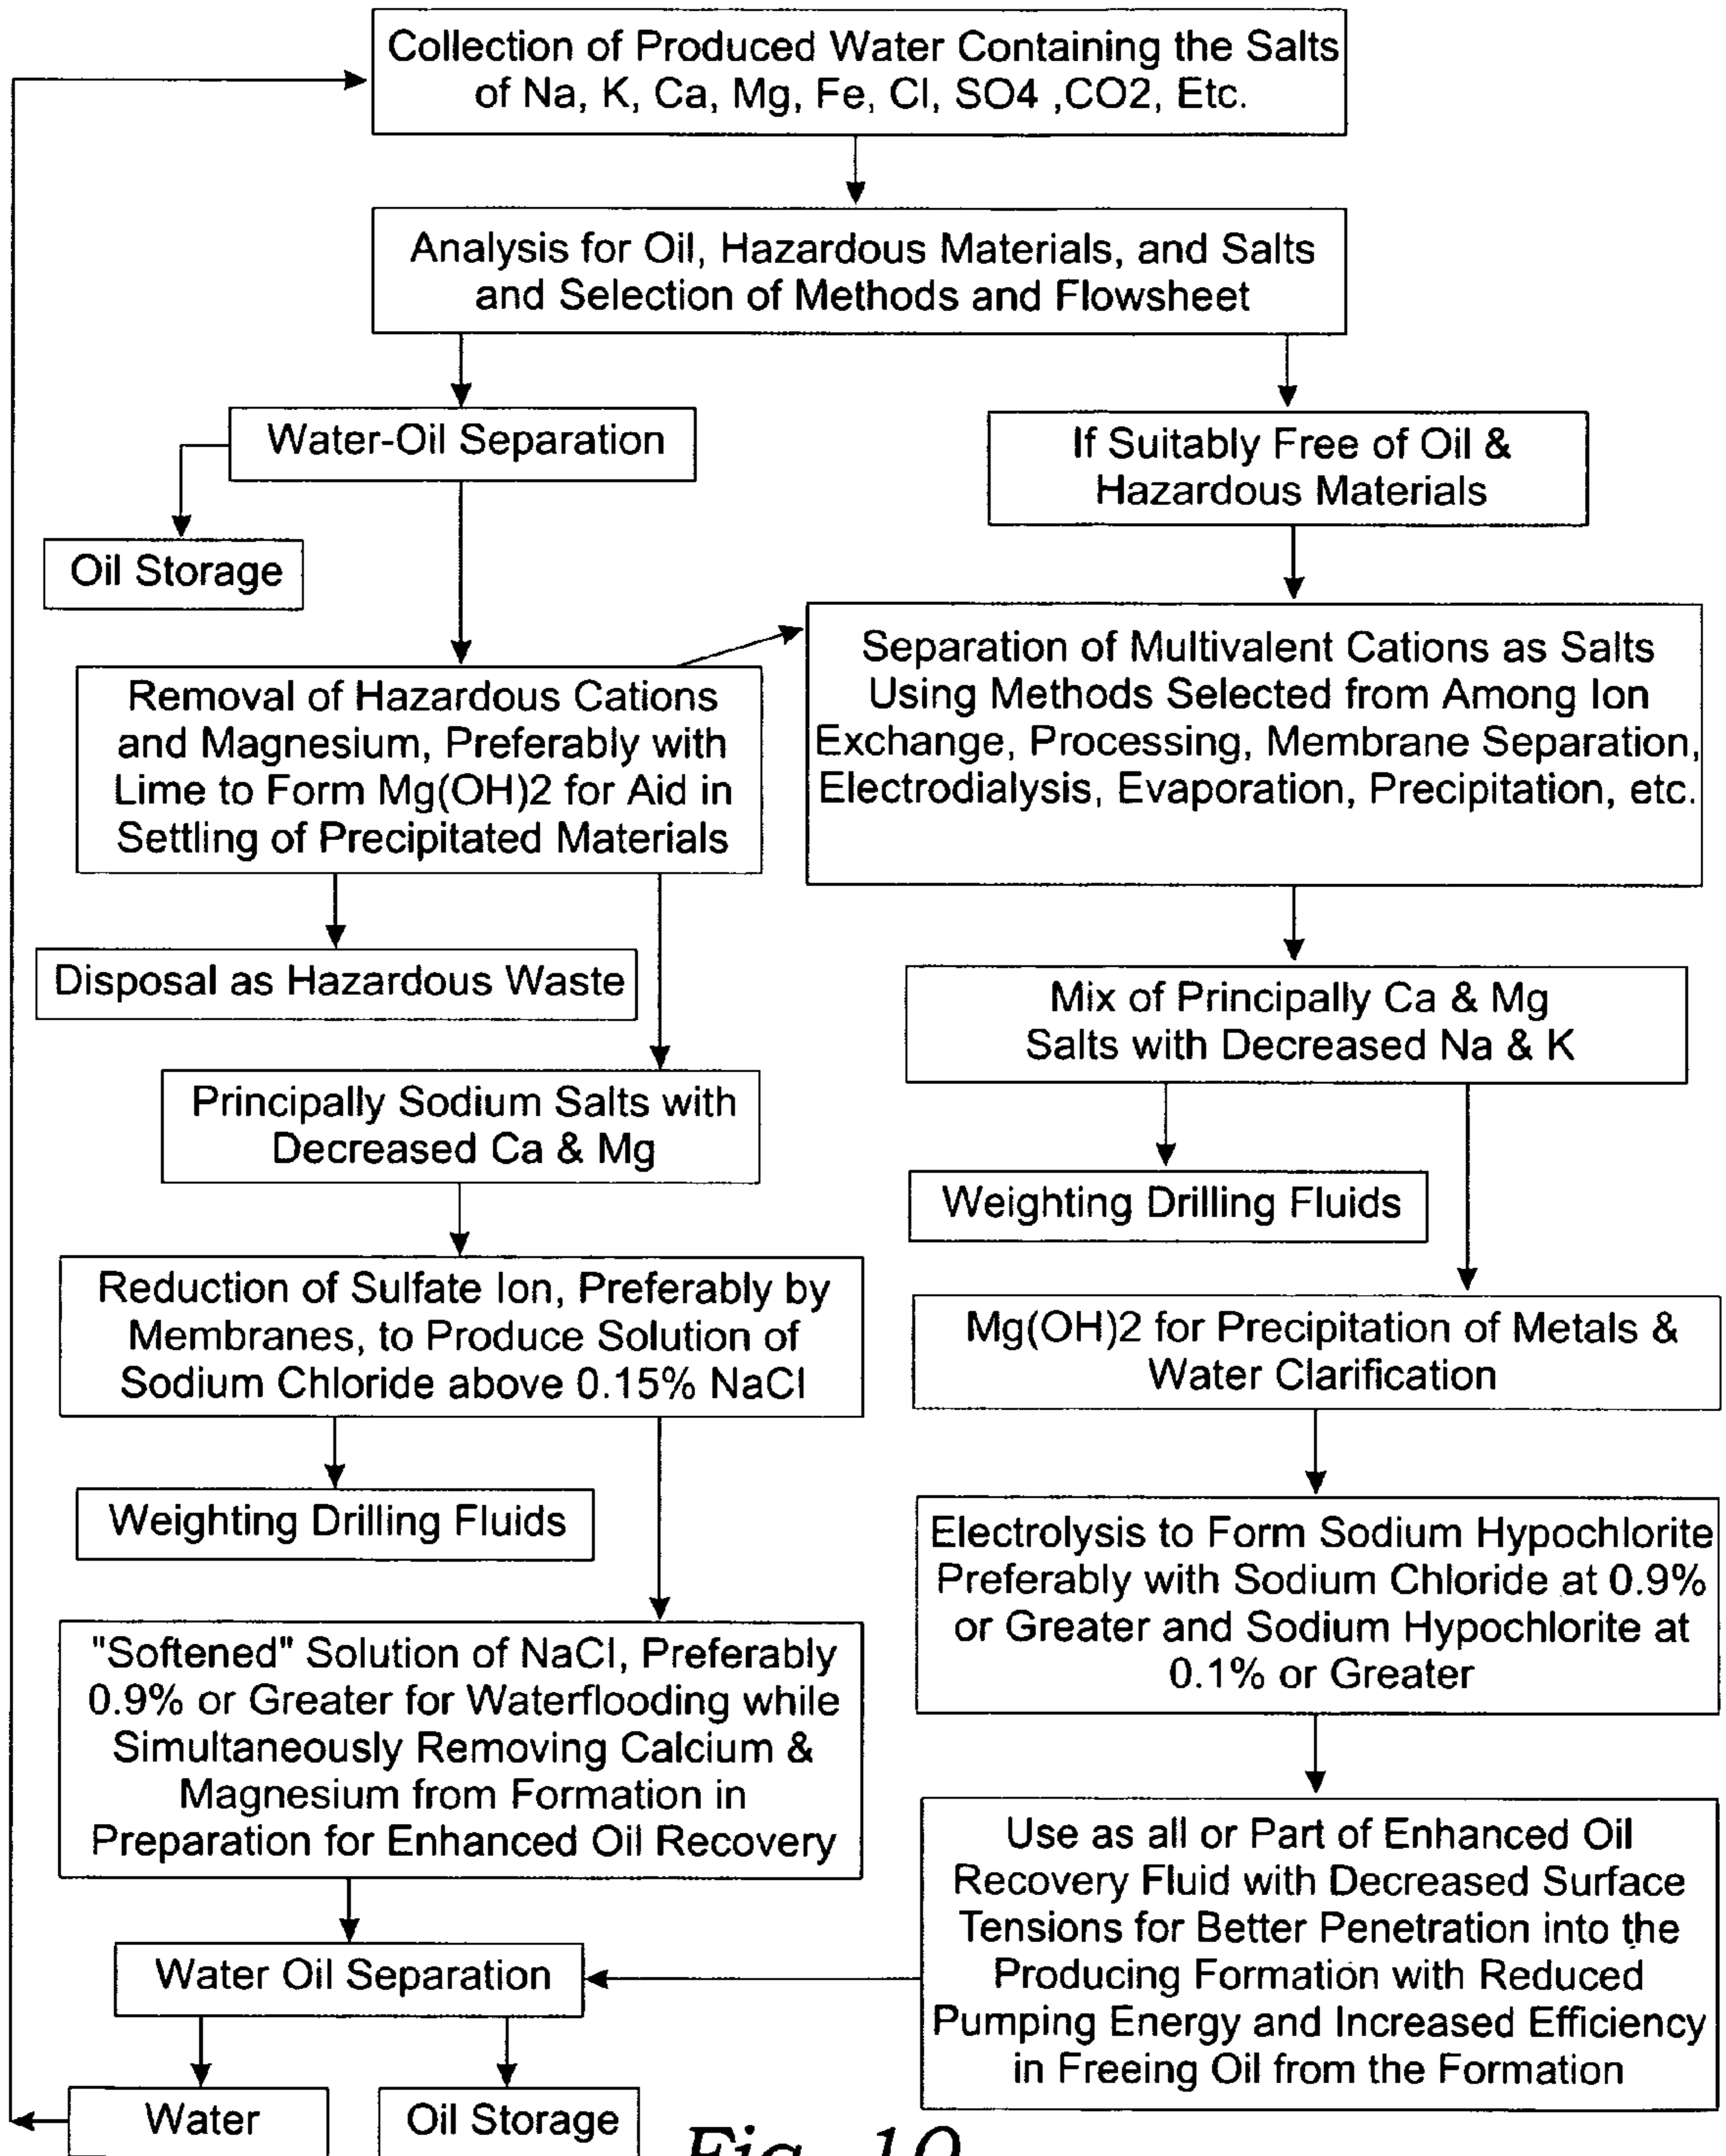 Collection of Produced Water Containing the Salts
of Na, K, Ca, Mg, Fe, Cl, SO4 ,CO2, Etc.
Analysis for Oil, Hazardous Materials, and Salts
and Selection of Methods and Flowsheet
Water-Oil Separation
Oil Storage
If Suitably Free of Oil &
Hazardous Materials
Removal of Hazardous Cations
and Magnesium, Preferably with
Lime to Form Mg(OH)2 for Aid in
Settling of Precipitated Materials
Separation of Multivalent Cations as Salts
Using Methods Selected from Among Ion
Exchange, Processing, Membrane Separation,
Electrodialysis, Evaporation, Precipitation, etc.
Disposal as Hazardous Waste
Mix of Principally Ca & Mg
Salts with Decreased Na & K
Principally Sodium Salts with
Decreased Ca & Mg
Weighting Drilling Fluids
Reduction of Sulfate Ion, Preferably by
Membranes, to Produce Solution of
Sodium Chloride above 0.15% NaCl
Mg(OH)2 for Precipitation of Metals &
Water Clarification
Weighting Drilling Fluids
Electrolysis to Form Sodium Hypochlorite
Preferably with Sodium Chloride at 0.9%
or Greater and Sodium Hypochlorite at
0.1% or Greater
"Softened" Solution of NaCl, Preferably
0.9% or Greater for Waterflooding while
Simultaneously Removing Calcium &
Magnesium from Formation in
Preparation for Enhanced Oil Recovery
Use as all or Part of Enhanced Oil
Recovery Fluid with Decreased Surface
Tensions for Better Penetration into the
Producing Formation with Reduced
Pumping Energy and Increased Efficiency
in Freeing Oil from the Formation
Water Oil Separation
Water
Oil Storage
Fig. 10